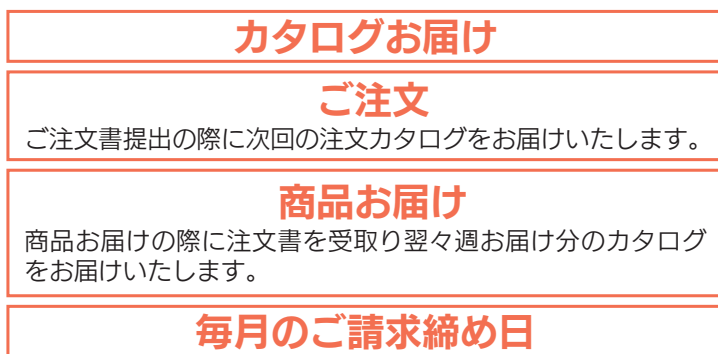 カタログお届け
ご注文
ご注文書提出の際に次回の注文カタログをお届けいたします。
商品お届け
商品お届けの際に注文書を受取り翌々週お届け分のカタログ
をお届けいたします。
毎月のご請求締め日